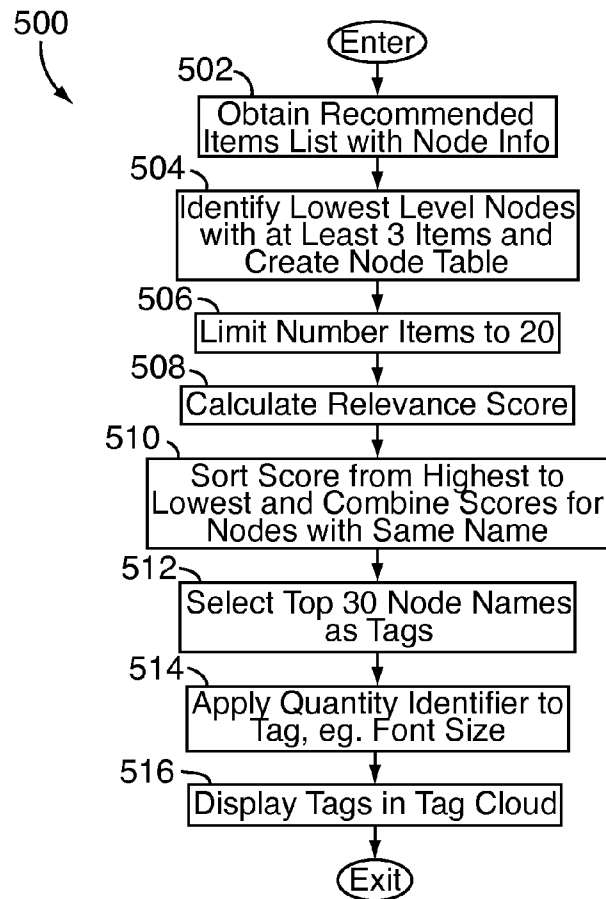 500
Enter
502
Obtain Recommended
Items List with Node Info
504
Identify Lowest Level Nodes
with at Least 3 Items and
Create Node Table
506
Limit Number Items to 20
508
Calculate Relevance Score
510
Sort Score from Highest to
Lowest and Combine Scores for
Nodes with Same Name
512
Select Top 30 Node Names
as Tags
514
Apply Quantity Identifier to
Tag, eg. Font Size
516
Display Tags in Tag Cloud
Exit